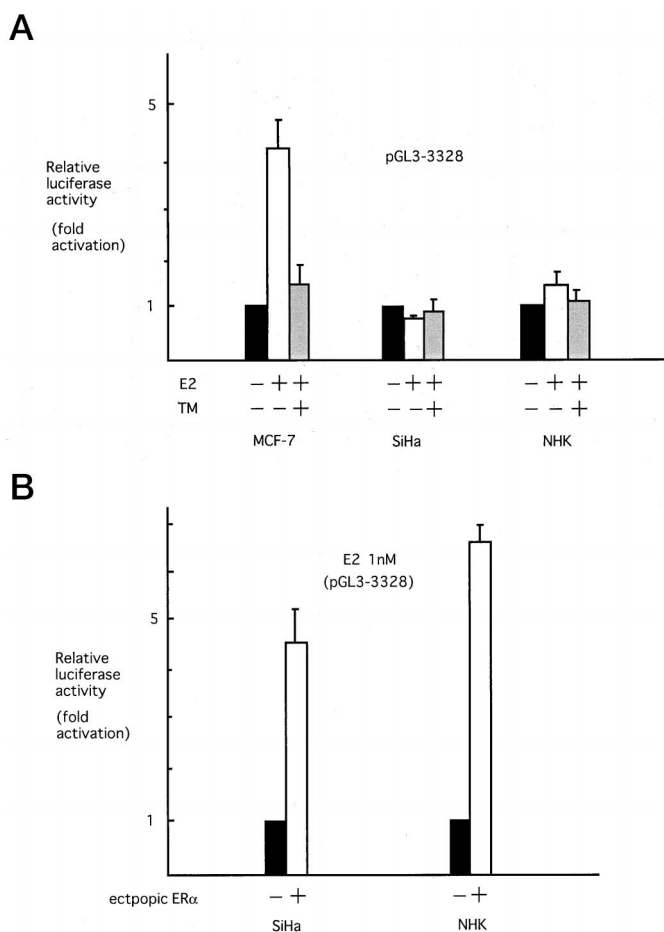 A
5
pGL3-3328
Relative
luciferase
activity
(fold
activation)
1
E2 − + + − + + − + +
TM − − + − − + − − +
MCF-7 SiHa NHK
B
E2 1nM
(pGL3-3328)
5
Relative
luciferase
activity
(fold
activation)
1
ectpopic ERα − + − +
SiHa NHK